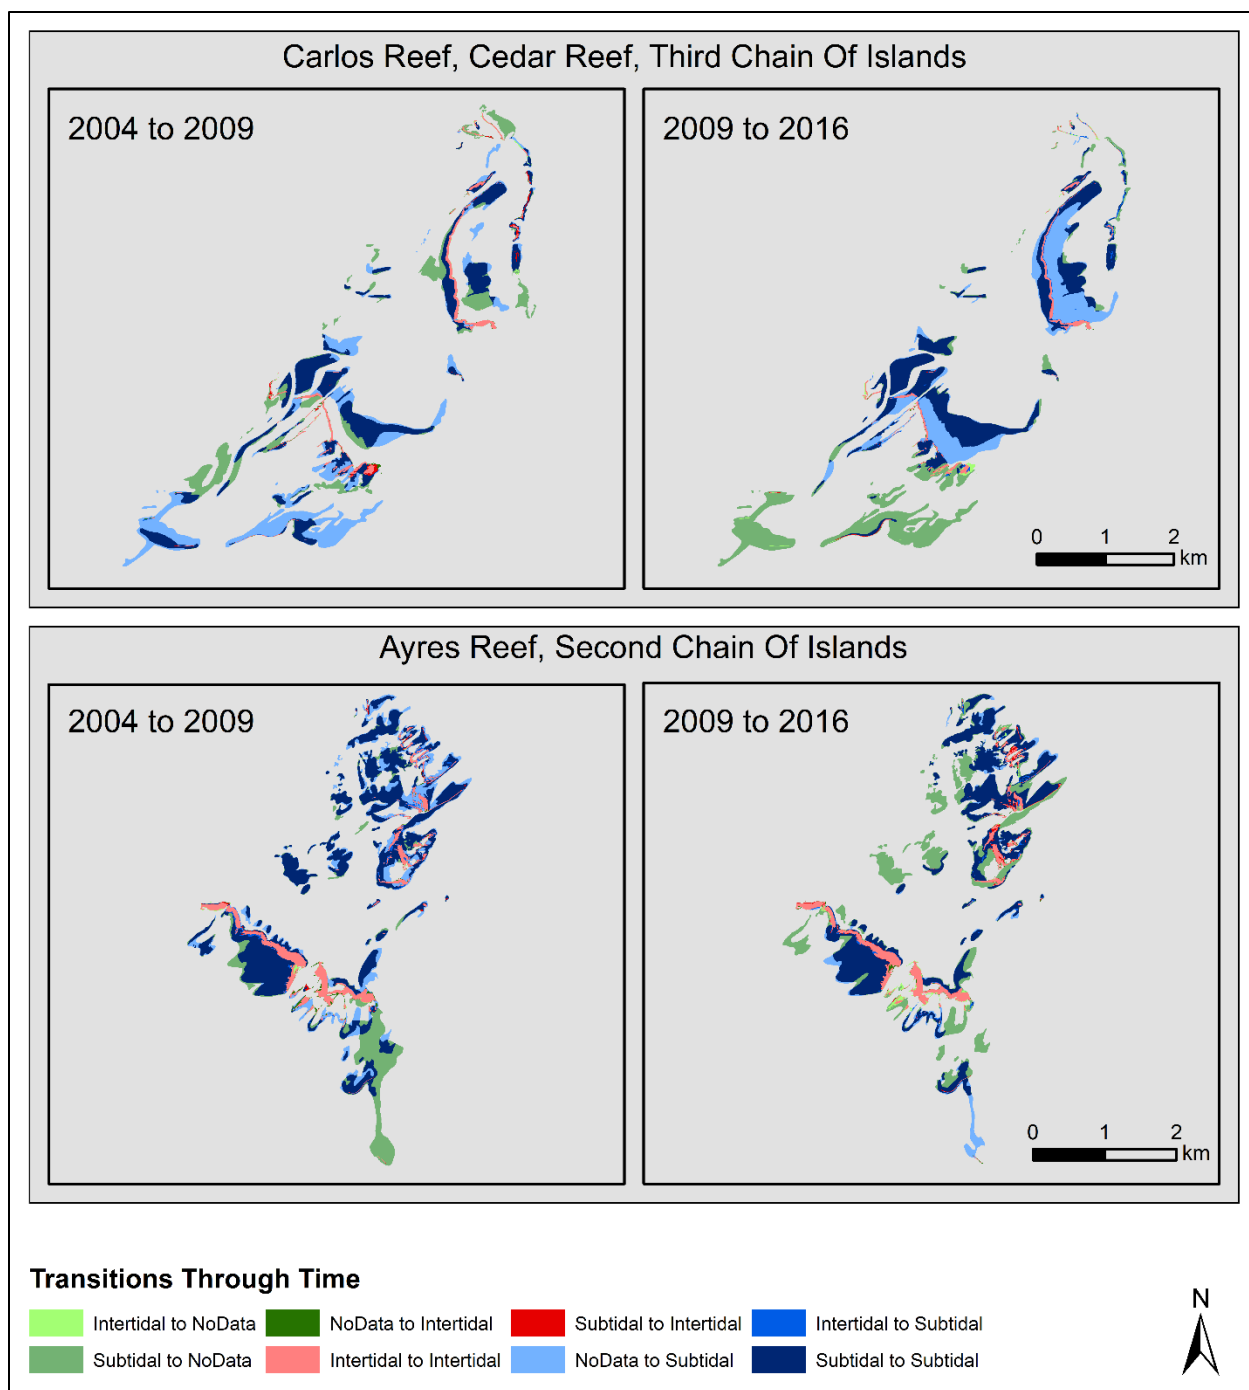 Carlos Reef, Cedar Reef, Third Chain Of Islands
2004 to 2009
2009 to 2016
0 1 2
km
Ayres Reef, Second Chain Of Islands
2004 to 2009
2009 to 2016
0 1 2
km
Transitions Through Time
Intertidal to NoData
NoData to Intertidal
Subtidal to Intertidal
Intertidal to Subtidal
Subtidal to NoData
Intertidal to Intertidal
NoData to Subtidal
Subtidal to Subtidal
N